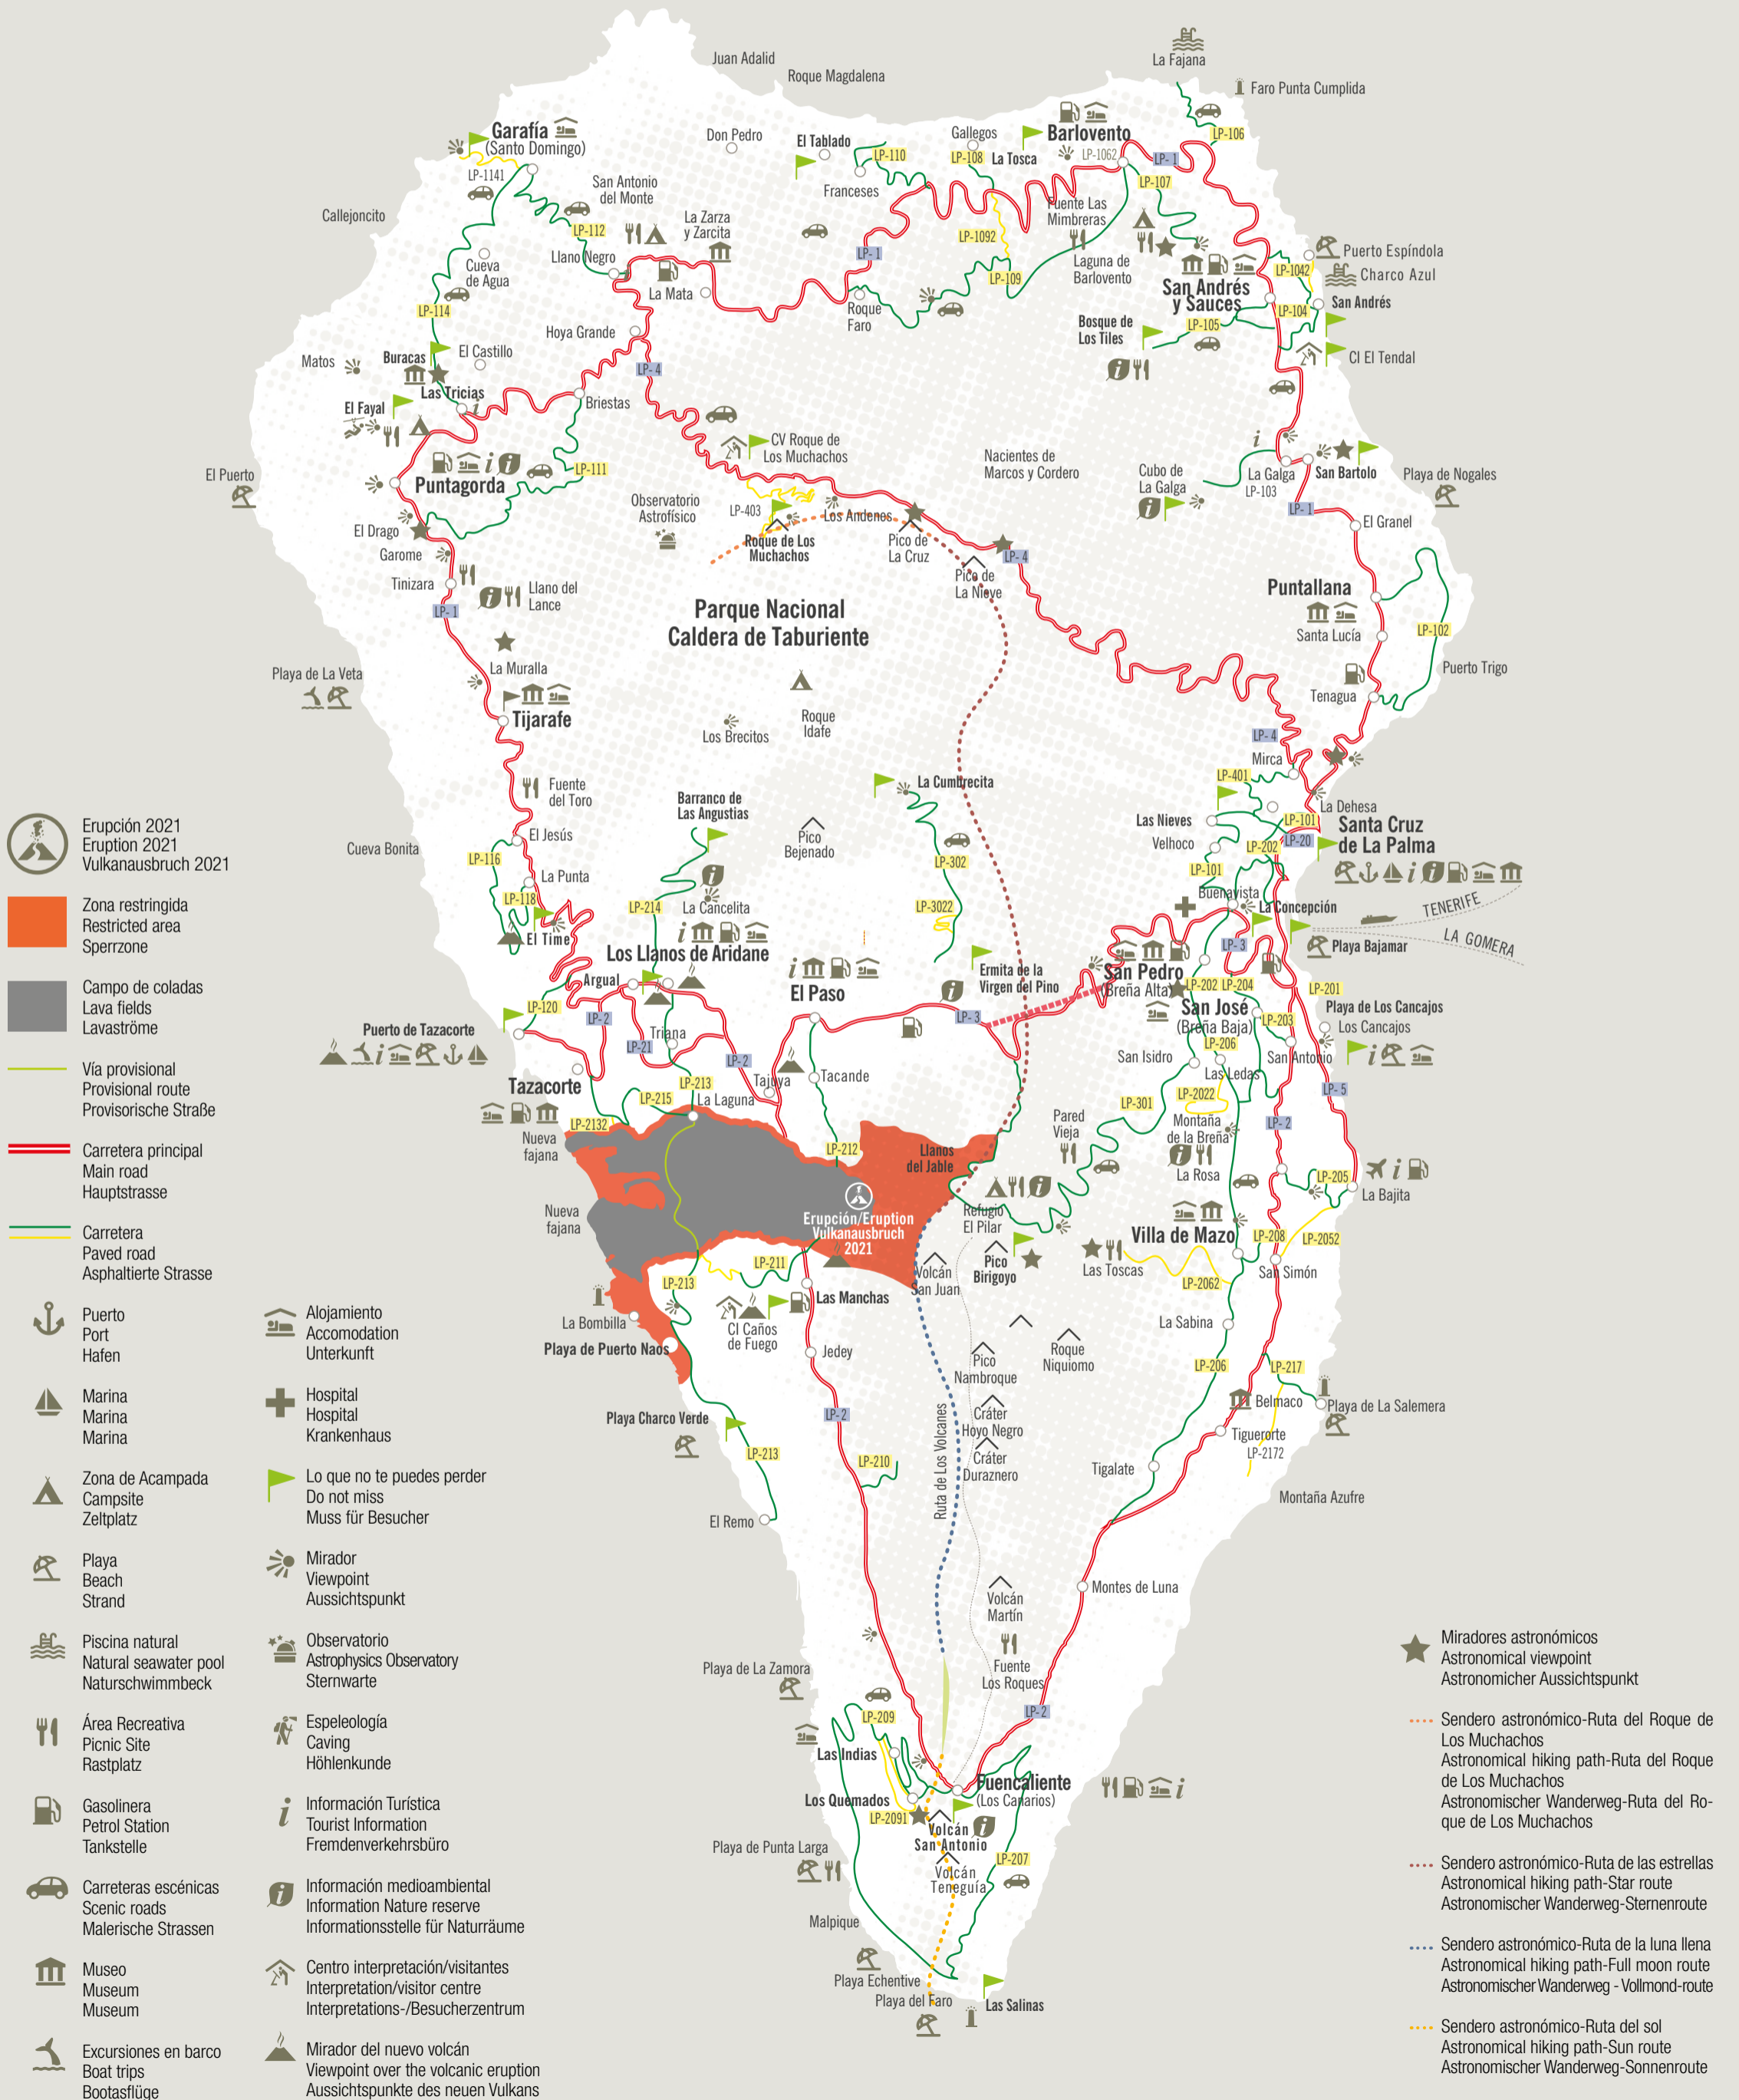 Juan Adalid
Roque Magdalena
La Fajana
Faro Punta Cumplida
Garafía
(Santo Domingo)
Don Pedro
El Tablado
LP-110
Gallegos
LP-108
La Tosca
Barlovento
LP-1062
LP- 1
LP-106
LP-1141
Franceses
LP-107
San Antonio
del Monte
Callejoncito
LP-112
La Zarza
y Zarcita
Fuente Las
Mimbreras
LP-1092
LP- 1
Llano Negro
Cueva
de Agua
LP-109
Laguna de
Barlovento
Puerto Espíndola
LP-1042
Charco Azul
La Mata
San Andrés
y Sauces
San Andrés
LP-104
LP-114
Roque
Faro
Hoya Grande
Bosque de
Los Tiles
LP-105
Matos
Buracas
El Castillo
CI El Tendal
LP- 4
Las Tricias
i
El Fayal
Briestas
CV Roque de
Los Muchachos
LP-111
Nacientes de
Marcos y Cordero
Cubo de
La Galga
La Galga
LP-103
San Bartolo
Playa de Nogales
El Puerto
Puntagorda
Observatorio
Astrofísico
LP-403
Los Andenes
LP- 1
El Granel
El Drago
Roque de Los
Muchachos
Pico de
La Cruz
Garome
LP- 4
Pico de
La Nieve
Tinizara
Llano del
Lance
LP- 1
Puntallana
Parque Nacional
Caldera de Taburiente
Santa Lucía
LP-102
Playa de La Veta
La Muralla
Puerto Trigo
Tenagua
Tijarafe
Roque
Idafe
Los Brecitos
LP- 4
Mirca
Fuente
del Toro
La Cumbrecita
LP-401
Barranco de
Las Angustias
La Dehesa
Las Nieves
LP-101
Santa Cruz
de La Palma
El Jesús
Pico
Bejenado
Cueva Bonita
LP-116
Velhoco
LP-202
LP-20
LP-302
LP-101
La Punta
Buenavista
LP-118
LP-214
La Cancelita
LP-3022
La Concepción
TENERIFE
LA GOMERA
El Time
Los Llanos de Aridane
LP- 3
Playa Bajamar
Argual
El Paso
Ermita de la
Virgen del Pino
San Pedro
(Breña Alta)
LP-202
LP-204
LP-201
LP-120
San José
(Breña Baja)
Playa de Los Cancajos
Los Cancajos
LP- 2
LP- 3
LP-203
Puerto de Tazacorte
Triana
LP-21
LP- 2
LP-206
San Isidro
San Antonio
Las Ledas
Tazacorte
Tajuya
Tacande
LP-213
LP-215
La Laguna
LP-2022
LP-301
LP- 5
LP-2132
Nueva
fajana
Pared
Vieja
Montaña
de la Breña
LP- 2
LP-212
Llanos
del Jable
La Rosa
LP-205
La Bajita
Nueva
fajana
Erupción/Eruption
Vulkanausbruch
2021
Refugio
El Pilar
Villa de Mazo
LP-208
LP-2052
Las Toscas
Pico
Birigoyo
Volcán
San Juan
LP-211
LP-213
San Simón
LP-2062
Las Manchas
La Bombilla
CI Caños
de Fuego
La Sabina
Playa de Puerto Naos
Jedey
Pico
Nambroque
Roque
Niquiomo
LP-206
LP-217
Belmaco
Playa de La Salemera
Playa Charco Verde
LP- 2
Cráter
Hoyo Negro
Tiguerorte
LP-2172
LP-213
LP-210
Cráter
Duraznero
Ruta de Los Volcanes
Tigalate
Montaña Azufre
El Remo
Volcán
Martín
Montes de Luna
Playa de La Zamora
Fuente
Los Roques
LP-209
LP- 2
Las Indias
Fuencaliente
(Los Canarios)
Los Quemados
LP-2091
Volcán
San Antonio
Playa de Punta Larga
LP-207
Volcán
Teneguía
Malpique
Playa Echentive
Playa del Faro
Las Salinas
Erupción 2021
Eruption 2021
Vulkanausbruch 2021
Zona restringida
Restricted area
Sperrzone
Campo de coladas
Lava fields
Lavaströme
Vía provisional
Provisional route
Provisorische Straße
Carretera principal
Main road
Hauptstrasse
Carretera
Paved road
Asphaltierte Strasse
Puerto
Port
Hafen
Marina
Marina
Marina
Zona de Acampada
Campsite
Zeltplatz
Playa
Beach
Strand
Piscina natural
Natural seawater pool
Naturschwimmbeck
Área Recreativa
Picnic Site
Rastplatz
Gasolinera
Petrol Station
Tankstelle
Carreteras escénicas
Scenic roads
Malerische Strassen
Museo
Museum
Museum
Excursiones en barco
Boat trips
Bootasflüge
Alojamiento
Accomodation
Unterkunft
Hospital
Hospital
Krankenhaus
Lo que no te puedes perder
Do not miss
Muss für Besucher
Mirador
Viewpoint
Aussichtspunkt
Observatorio
Astrophysics Observatory
Sternwarte
Espeleología
Caving
Höhlenkunde
Información Turística
Tourist Information
Fremdenverkehrsbüro
Información medioambiental
Information Nature reserve
Informationsstelle für Naturräume
Centro interpretación/visitantes
Interpretation/visitor centre
Interpretations-/Besucherzentrum
Mirador del nuevo volcán
Viewpoint over the volcanic eruption
Aussichtspunkte des neuen Vulkans
Miradores astronómicos
Astronomical viewpoint
Astronomicher Aussichtspunkt
Sendero astronómico-Ruta del Roque de
Los Muchachos
Astronomical hiking path-Ruta del Roque
de Los Muchachos
Astronomischer Wanderweg-Ruta del Ro-
que de Los Muchachos
Sendero astronómico-Ruta de las estrellas
Astronomical hiking path-Star route
Astronomischer Wanderweg-Sternenroute
Sendero astronómico-Ruta de la luna llena
Astronomical hiking path-Full moon route
Astronomischer Wanderweg - Vollmond-route
Sendero astronómico-Ruta del sol
Astronomical hiking path-Sun route
Astronomischer Wanderweg-Sonnenroute